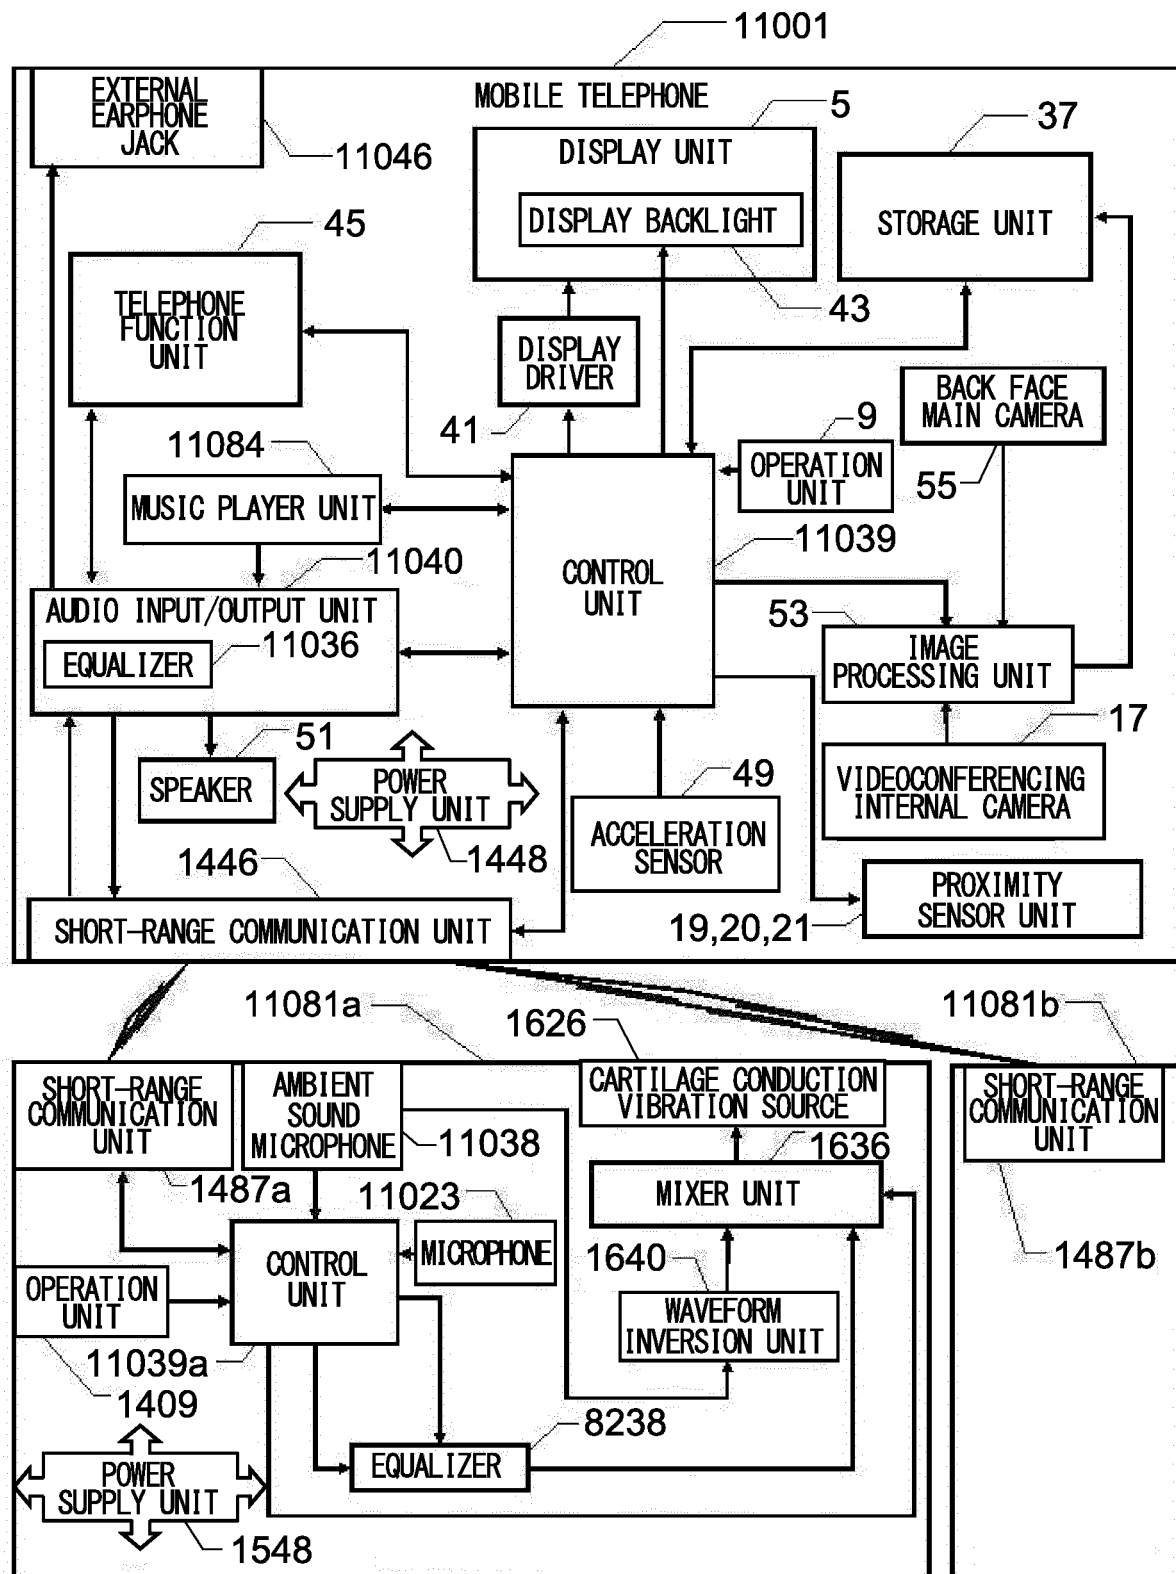 11001
EXTERNAL
EARPHONE
JACK
11046
MOBILE TELEPHONE
5
DISPLAY UNIT
DISPLAY BACKLIGHT
43
37
STORAGE UNIT
45
TELEPHONE
FUNCTION
UNIT
DISPLAY
DRIVER
41
BACK FACE
MAIN CAMERA
55
9
OPERATION
UNIT
11084
MUSIC PLAYER UNIT
11040
AUDIO INPUT/OUTPUT UNIT
EQUALIZER
11036
CONTROL
UNIT
11039
53
IMAGE
PROCESSING UNIT
17
VIDEOCONFERENCING
INTERNAL CAMERA
51
SPEAKER
POWER
SUPPLY UNIT
1448
49
ACCELERATION
SENSOR
PROXIMITY
SENSOR UNIT
19,20,21
1446
SHORT-RANGE COMMUNICATION UNIT
11081a
11081b
SHORT-RANGE
COMMUNICATION
UNIT
1487a
AMBIENT
SOUND
MICROPHONE
11038
1626
CARTILAGE CONDUCTION
VIBRATION SOURCE
1636
MIXER UNIT
SHORT-RANGE
COMMUNICATION
UNIT
1487b
11023
MICROPHONE
CONTROL
UNIT
11039a
OPERATION
UNIT
1409
1640
WAVEFORM
INVERSION UNIT
8238
EQUALIZER
POWER
SUPPLY UNIT
1548